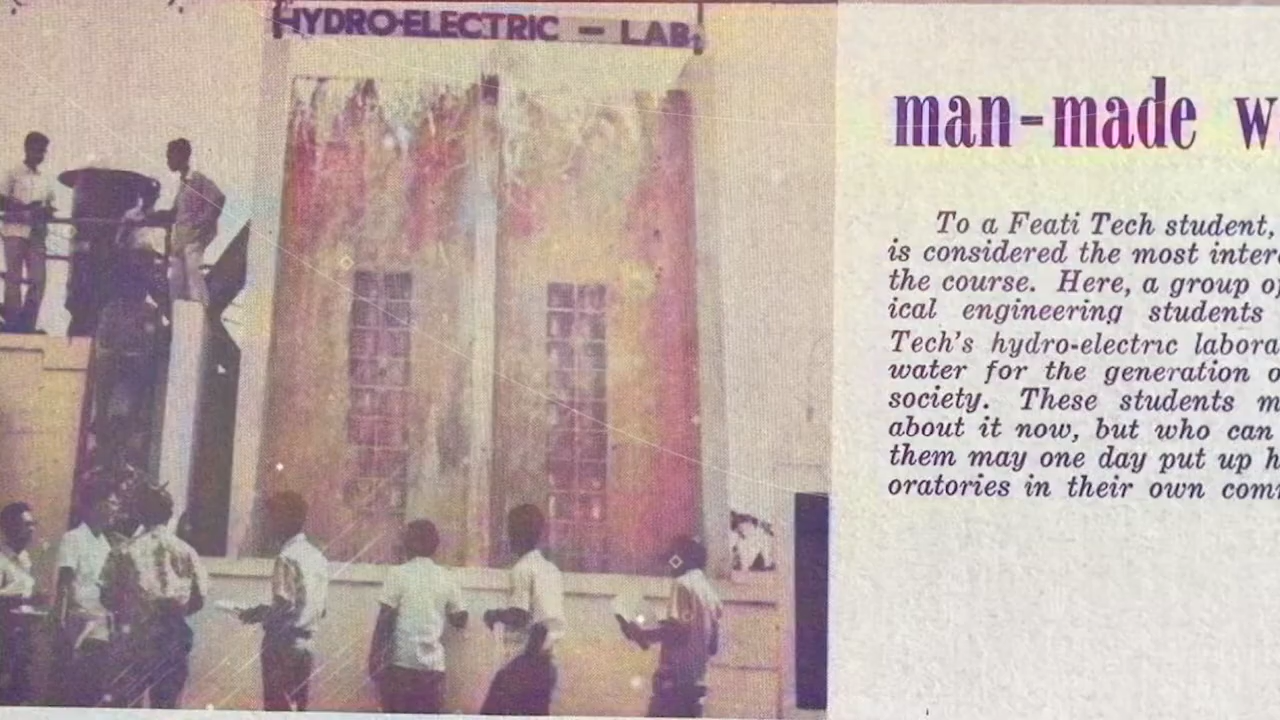 HYDRO-ELECTRIC — LAB.
man-made
To a Feati Tech student,
is considered the most
the course. Here, a group
ical engineering students
Tech's hydro-electric
water for the generation
society. These students
about it now, but who can
them may one day put up
oratories in their own